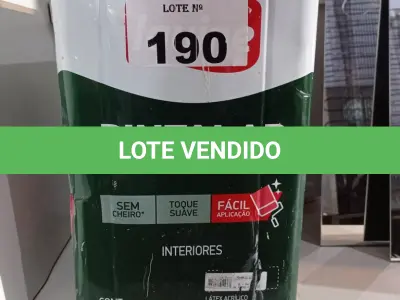 LOTE Nº
190
LOTE VENDIDO
SEM
CHEIRO*
TOQUE
SUAVE
FÁCIL
APLICAÇÃO
INTERIORES
LÁTEX ACRÍLICO